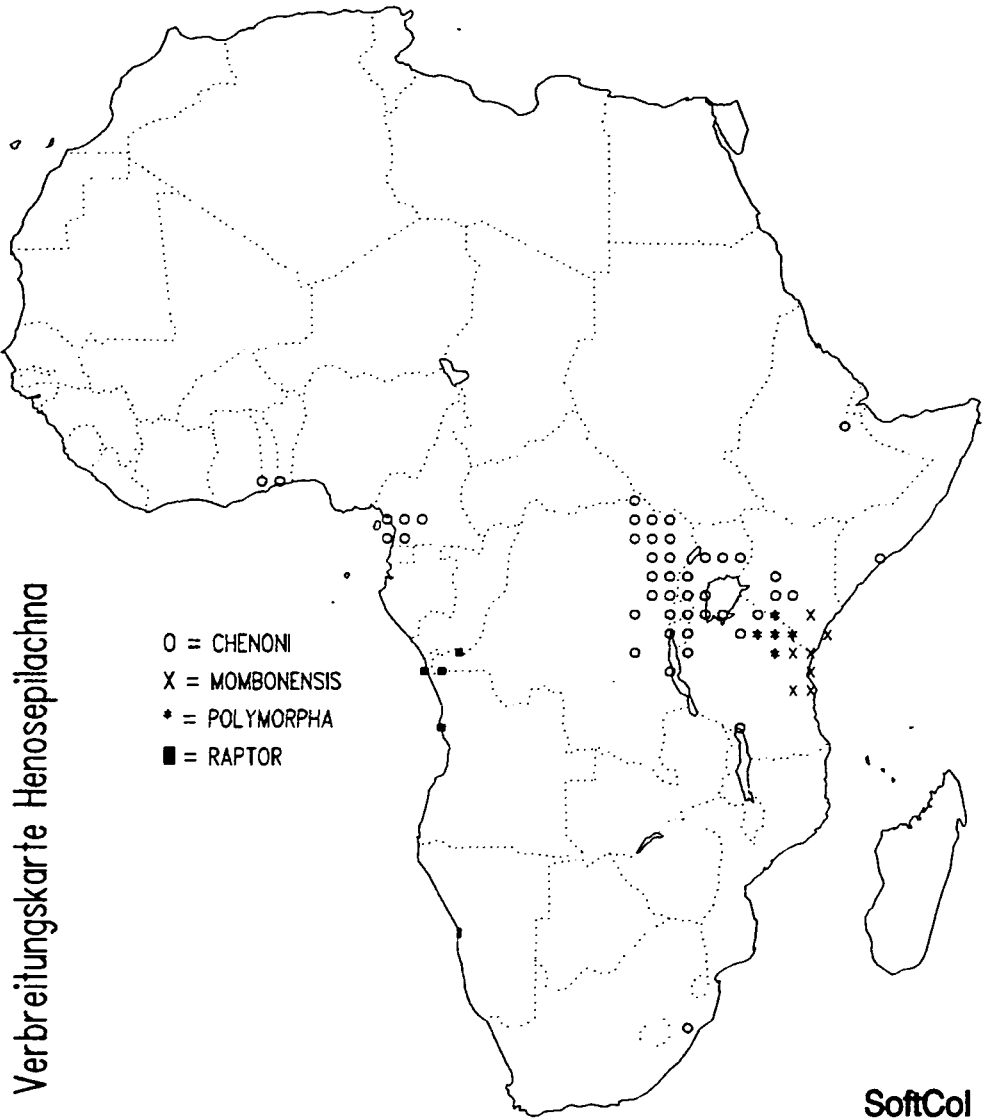 Verbreitungskarte Henosepilachna
O = CHENONI
X = MOMBONENSIS
* = POLYMORPHA
■ = RAPTOR
SoftCol